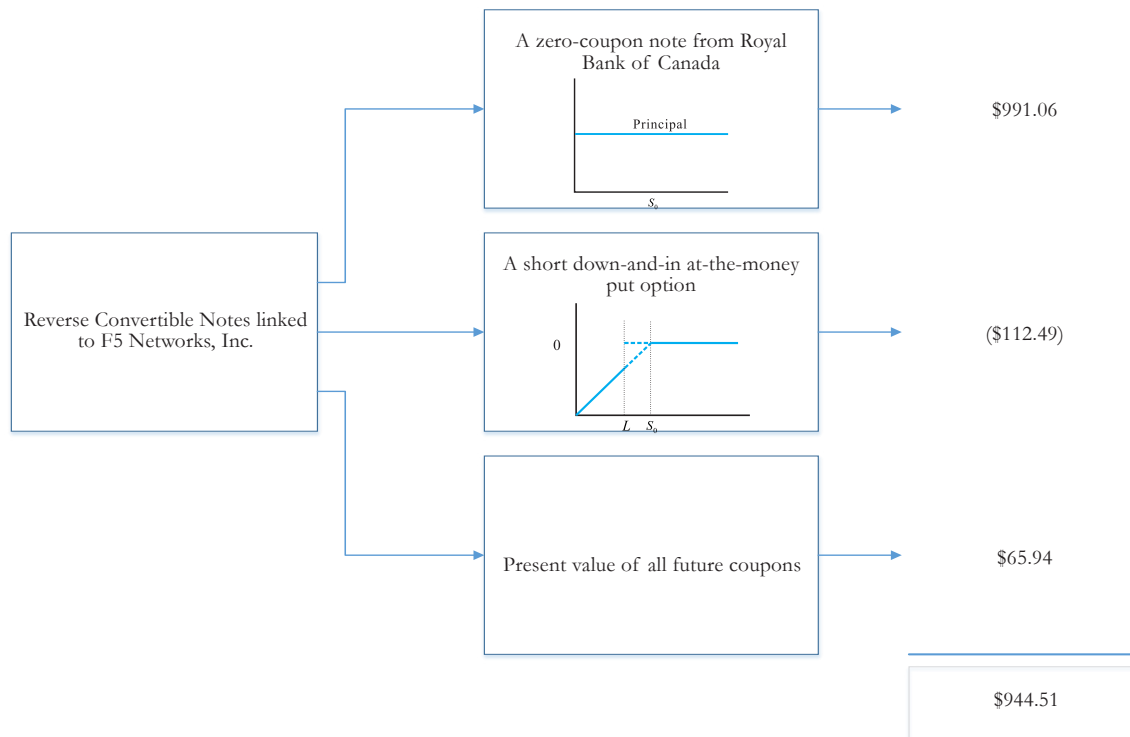 A zero-coupon note from Royal
Bank of Canada
Principal
S₀
$991.06
Reverse Convertible Notes linked
to F5 Networks, Inc.
A short down-and-in at-the-money
put option
0
L S₀
($112.49)
Present value of all future coupons
$65.94
$944.51